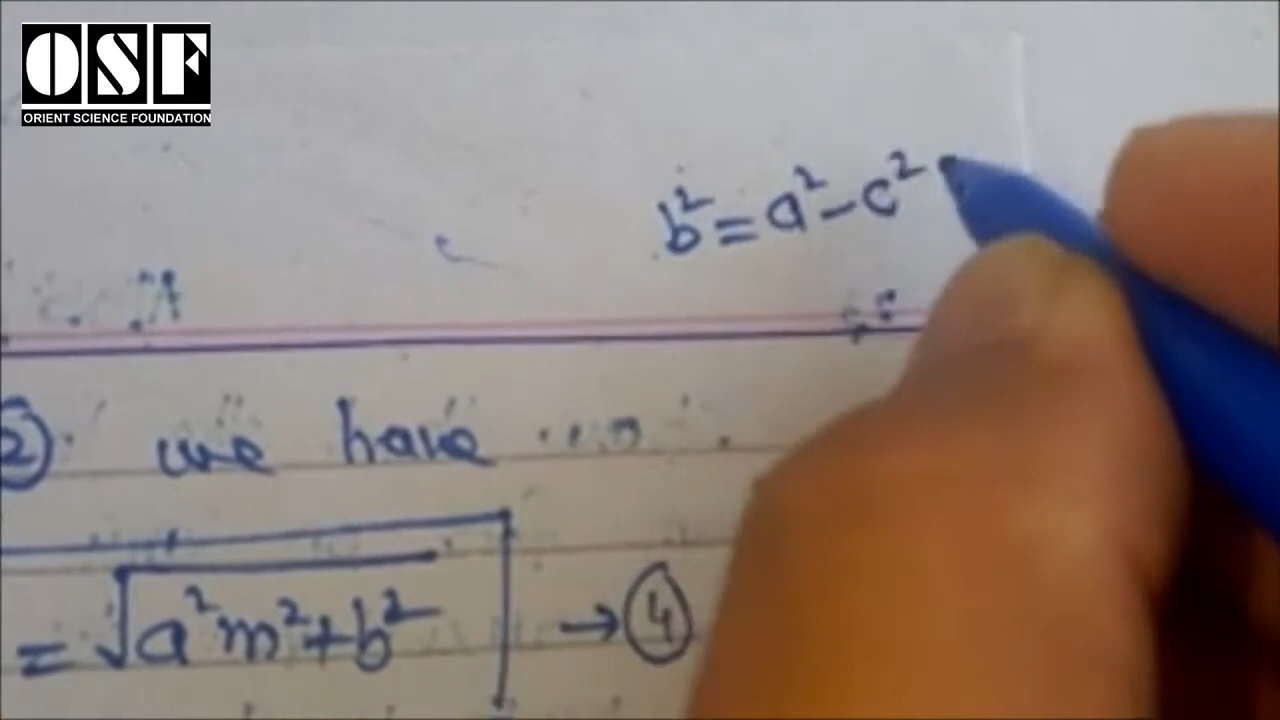 OSF
ORIENT SCIENCE FOUNDATION
b² = a² - c²
② we have
= √a²m² + b² → ④